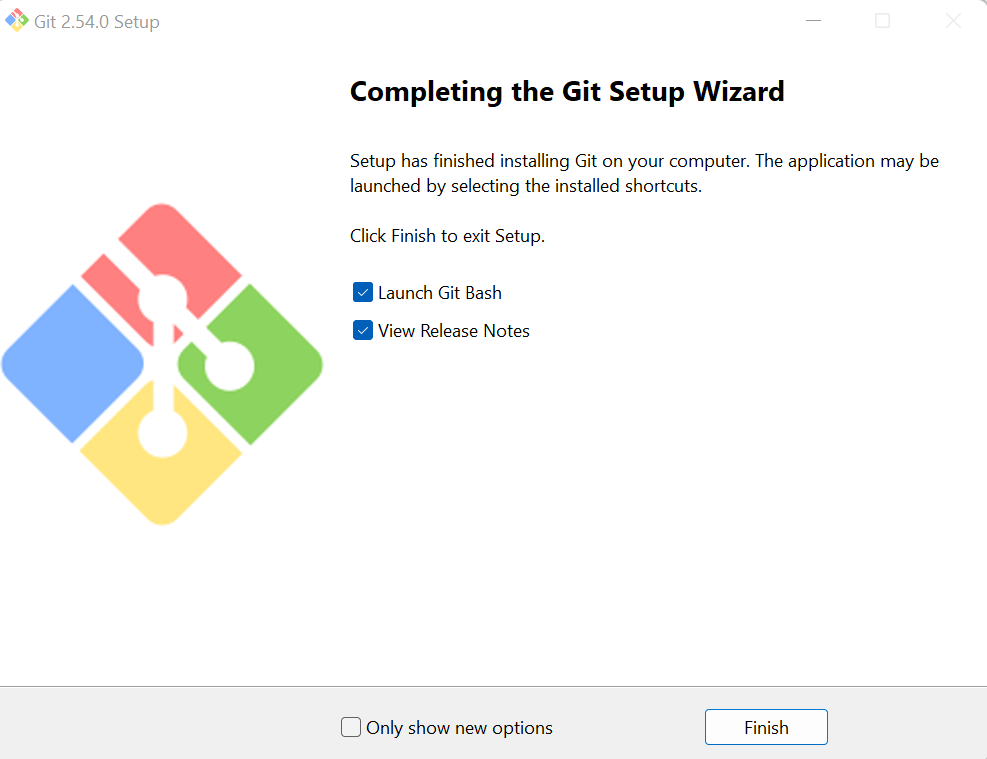 Git 2.54.0 Setup
Completing the Git Setup Wizard
Setup has finished installing Git on your computer. The application may be
launched by selecting the installed shortcuts.
Click Finish to exit Setup.
Launch Git Bash
View Release Notes
Only show new options
Finish